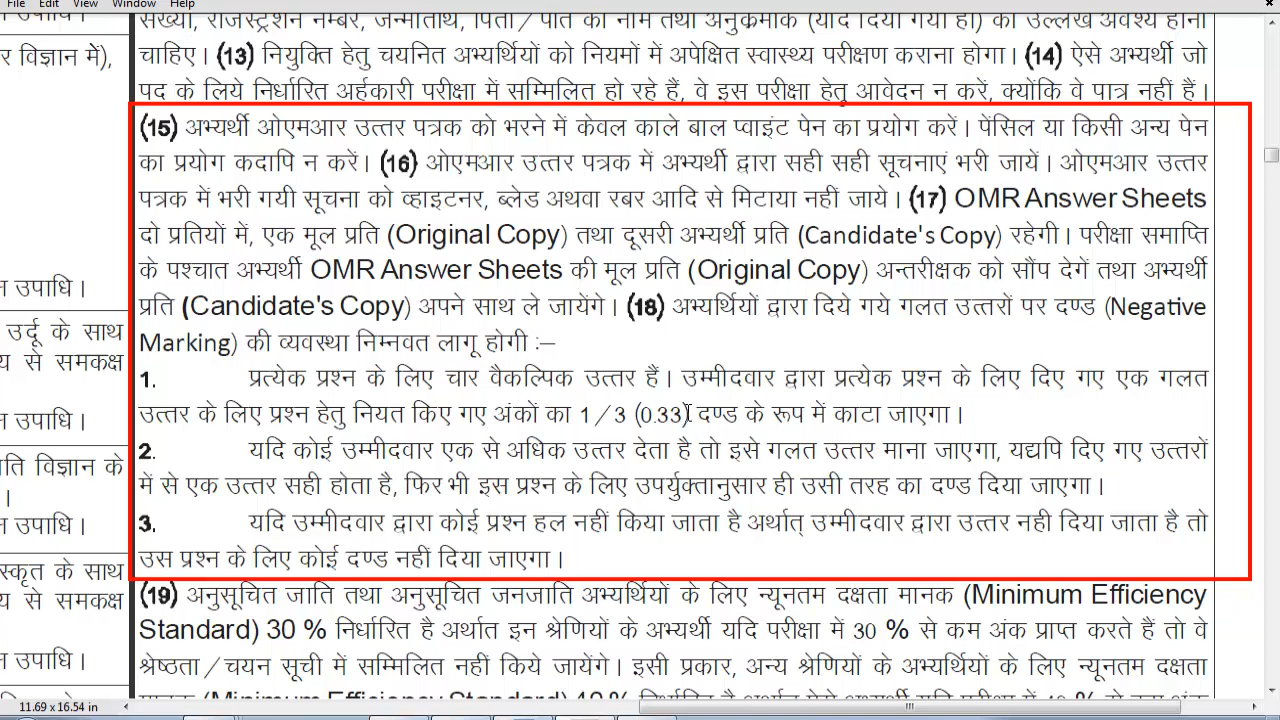 File Edit View Window Help
संख्या, राजिस्ट्रेशन नम्बर, जन्मतिथि, पिता/पति का नाम तथा अनुक्रमांक (यदि दिया गया हो) का उल्लेख अवश्य होना
र विज्ञान में),
चाहिए। (13) नियुक्ति हेतु चयनित अभ्यर्थियों को नियमों में अपेक्षित स्वास्थ्य परीक्षण कराना होगा। (14) ऐसे अभ्यर्थी जो
पद के लिये निर्धारित अर्हकारी परीक्षा में सम्मिलित हो रहे हैं, वे इस परीक्षा हेतु आवेदन न करें, क्योंकि वे पात्र नहीं हैं।
(15) अभ्यर्थी ओएमआर उत्तर पत्रक को भरने में केवल काले बाल प्वाइंट पेन का प्रयोग करें। पेंसिल या किसी अन्य पेन
का प्रयोग कदापि न करें। (16) ओएमआर उत्तर पत्रक में अभ्यर्थी द्वारा सही सही सूचनाएं भरी जायें। ओएमआर उत्तर
पत्रक में भरी गयी सूचना को व्हाइटनर, ब्लेड अथवा रबर आदि से मिटाया नहीं जाये। (17) OMR Answer Sheets
दो प्रतियों में, एक मूल प्रति (Original Copy) तथा दूसरी अभ्यर्थी प्रति (Candidate's Copy) रहेगी। परीक्षा समाप्ति
के पश्चात अभ्यर्थी OMR Answer Sheets की मूल प्रति (Original Copy) अन्तरीक्षक को सौंप देगें तथा अभ्यर्थी
न उपाधि।
प्रति (Candidate's Copy) अपने साथ ले जायेंगे। (18) अभ्यर्थियों द्वारा दिये गये गलत उत्तरों पर दण्ड (Negative
उर्दू के साथ
Marking) की व्यवस्था निम्नवत लागू होगी :–
य से समकक्ष
1. प्रत्येक प्रश्न के लिए चार वैकल्पिक उत्तर हैं। उम्मीदवार द्वारा प्रत्येक प्रश्न के लिए दिए गए एक गलत
उत्तर के लिए प्रश्न हेतु नियत किए गए अंकों का 1/3 (0.33) दण्ड के रूप में काटा जाएगा।
न उपाधि।
2. यदि कोई उम्मीदवार एक से अधिक उत्तर देता है तो इसे गलत उत्तर माना जाएगा, यद्यपि दिए गए उत्तरों
ति विज्ञान के
में से एक उत्तर सही होता है, फिर भी इस प्रश्न के लिए उपर्युक्तानुसार ही उसी तरह का दण्ड दिया जाएगा।
।
3. यदि उम्मीदवार द्वारा कोई प्रश्न हल नहीं किया जाता है अर्थात् उम्मीदवार द्वारा उत्तर नही दिया जाता है तो
न उपाधि।
उस प्रश्न के लिए कोई दण्ड नहीं दिया जाएगा।
स्कृत के साथ
(19) अनुसूचित जाति तथा अनुसूचित जनजाति अभ्यर्थियों के लिए न्यूनतम दक्षता मानक (Minimum Efficiency
य से समकक्ष
Standard) 30 % निर्धारित है अर्थात इन श्रेणियों के अभ्यर्थी यदि परीक्षा में 30 % से कम अंक प्राप्त करते हैं तो वे
न उपाधि।
श्रेष्ठता/चयन सूची में सम्मिलित नहीं किये जायेंगे। इसी प्रकार, अन्य श्रेणियों के अभ्यर्थियों के लिए न्यूनतम दक्षता
मानक (Minimum Efficiency Standard) 40 % निर्धारित है अर्थात ऐसे अभ्यर्थी यदि परीक्षा में 40 % से कम अंक
11.69 x 16.54 in